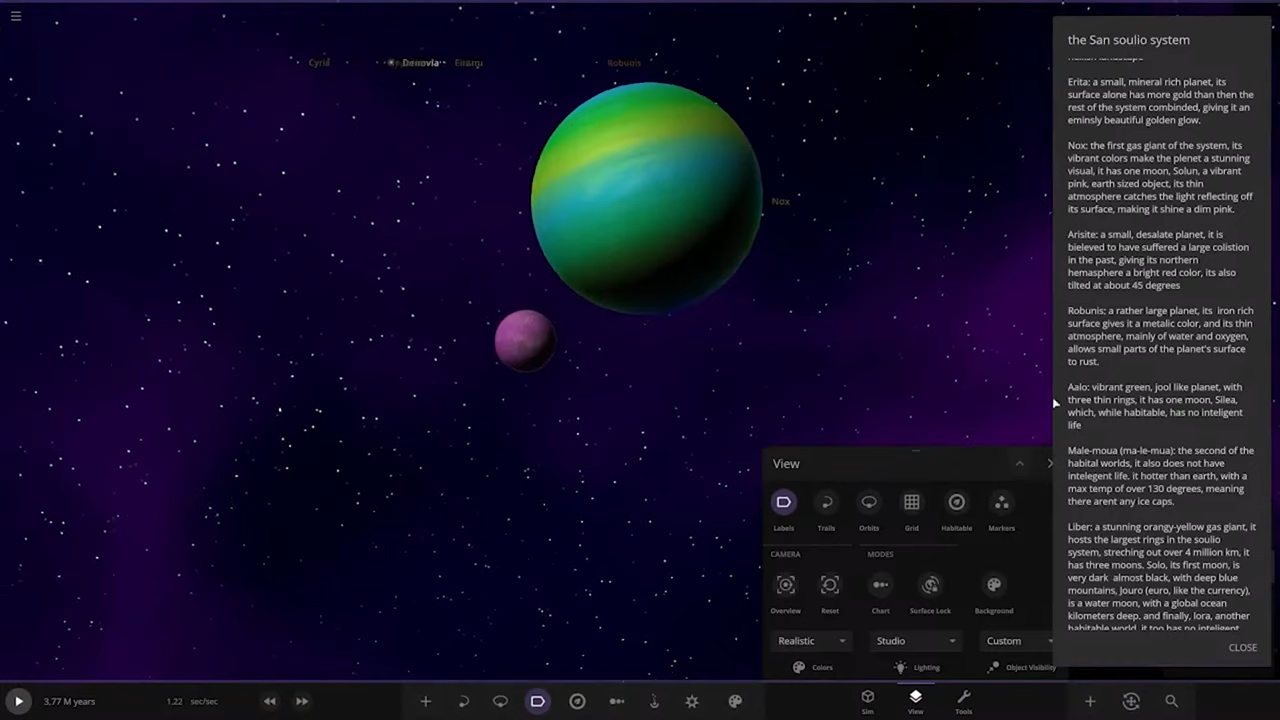 the San soulio system
Cyria
Danovia
Robunis
Erita: a small, mineral rich planet, its
surface alone has more gold than then the
rest of the system combinded, giving it an
eminsly beautiful golden glow.
Nox: the first gas giant of the system, its
vibrant colors make the plenet a stunning
visual, it has one moon, Solun, a vibrant
pink, earth sized object, its thin
atmosphere catches the light reflecting off
its surface, making it shine a dim pink.
Nox
Arisite: a small, desalate planet, it is
bieleved to have suffered a large colistion
in the past, giving its northern
hemasphere a bright red color, its also
tilted at about 45 degrees
Robunis; a rather large planet, its iron rich
surface gives it a metalic color, and its thin
atmosphere, mainly of water and oxygen,
allows small parts of the planet's surface
to rust.
Aalo: vibrant green, jool like planet, with
three thin rings, it has one moon, Silea,
which, while habitable, has no inteligent
life
Male-moua (ma-le-mua): the second of the
habital worlds, it also does not have
intelegent life. it hotter than earth, with a
max temp of over 130 degrees, meaning
there arent any ice caps.
Liber: a stunning orangy-yellow gas giant, it
hosts the largest rings in the soulio
system, streching out over 4 million km, it
has three moons, Solo, its first moon, is
very dark almost black, with deep blue
mountains, Jouro (euro, like the currency),
is a water moon, with a global ocean
kilometers deep. and finally, lora, another
habitable world, it too has no inteligent
CLOSE
View
Labels
Trails
Orbits
Grid
Habitable
Markers
CAMERA
MODES
Overview
Reset
Chart
Surface Lock
Background
Realistic
Studio
Custom
Colors
Lighting
Object Visibility
3.77 M years
1.22 sec/sec
Sim
View
Tools